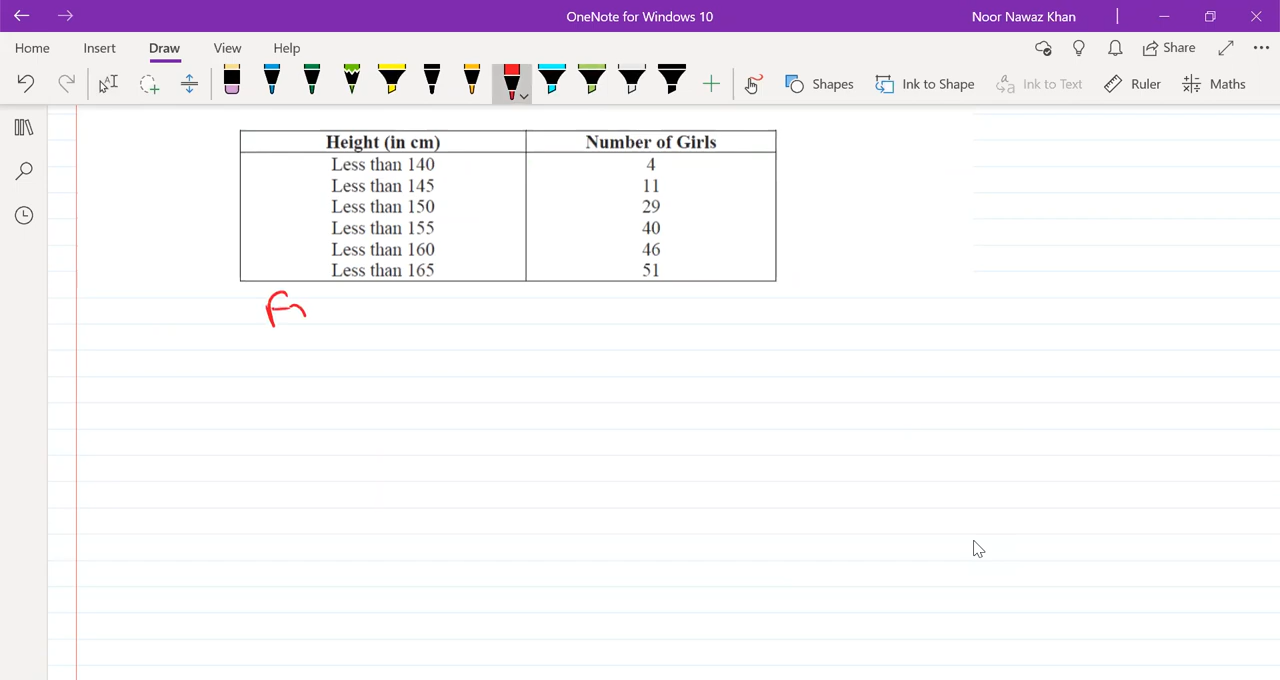 OneNote for Windows 10
Noor Nawaz Khan
Home Insert Draw View Help Share
Shapes Ink to Shape Ink to Text Ruler Maths
Height (in cm) Number of Girls
Less than 140 4
Less than 145 11
Less than 150 29
Less than 155 40
Less than 160 46
Less than 165 51